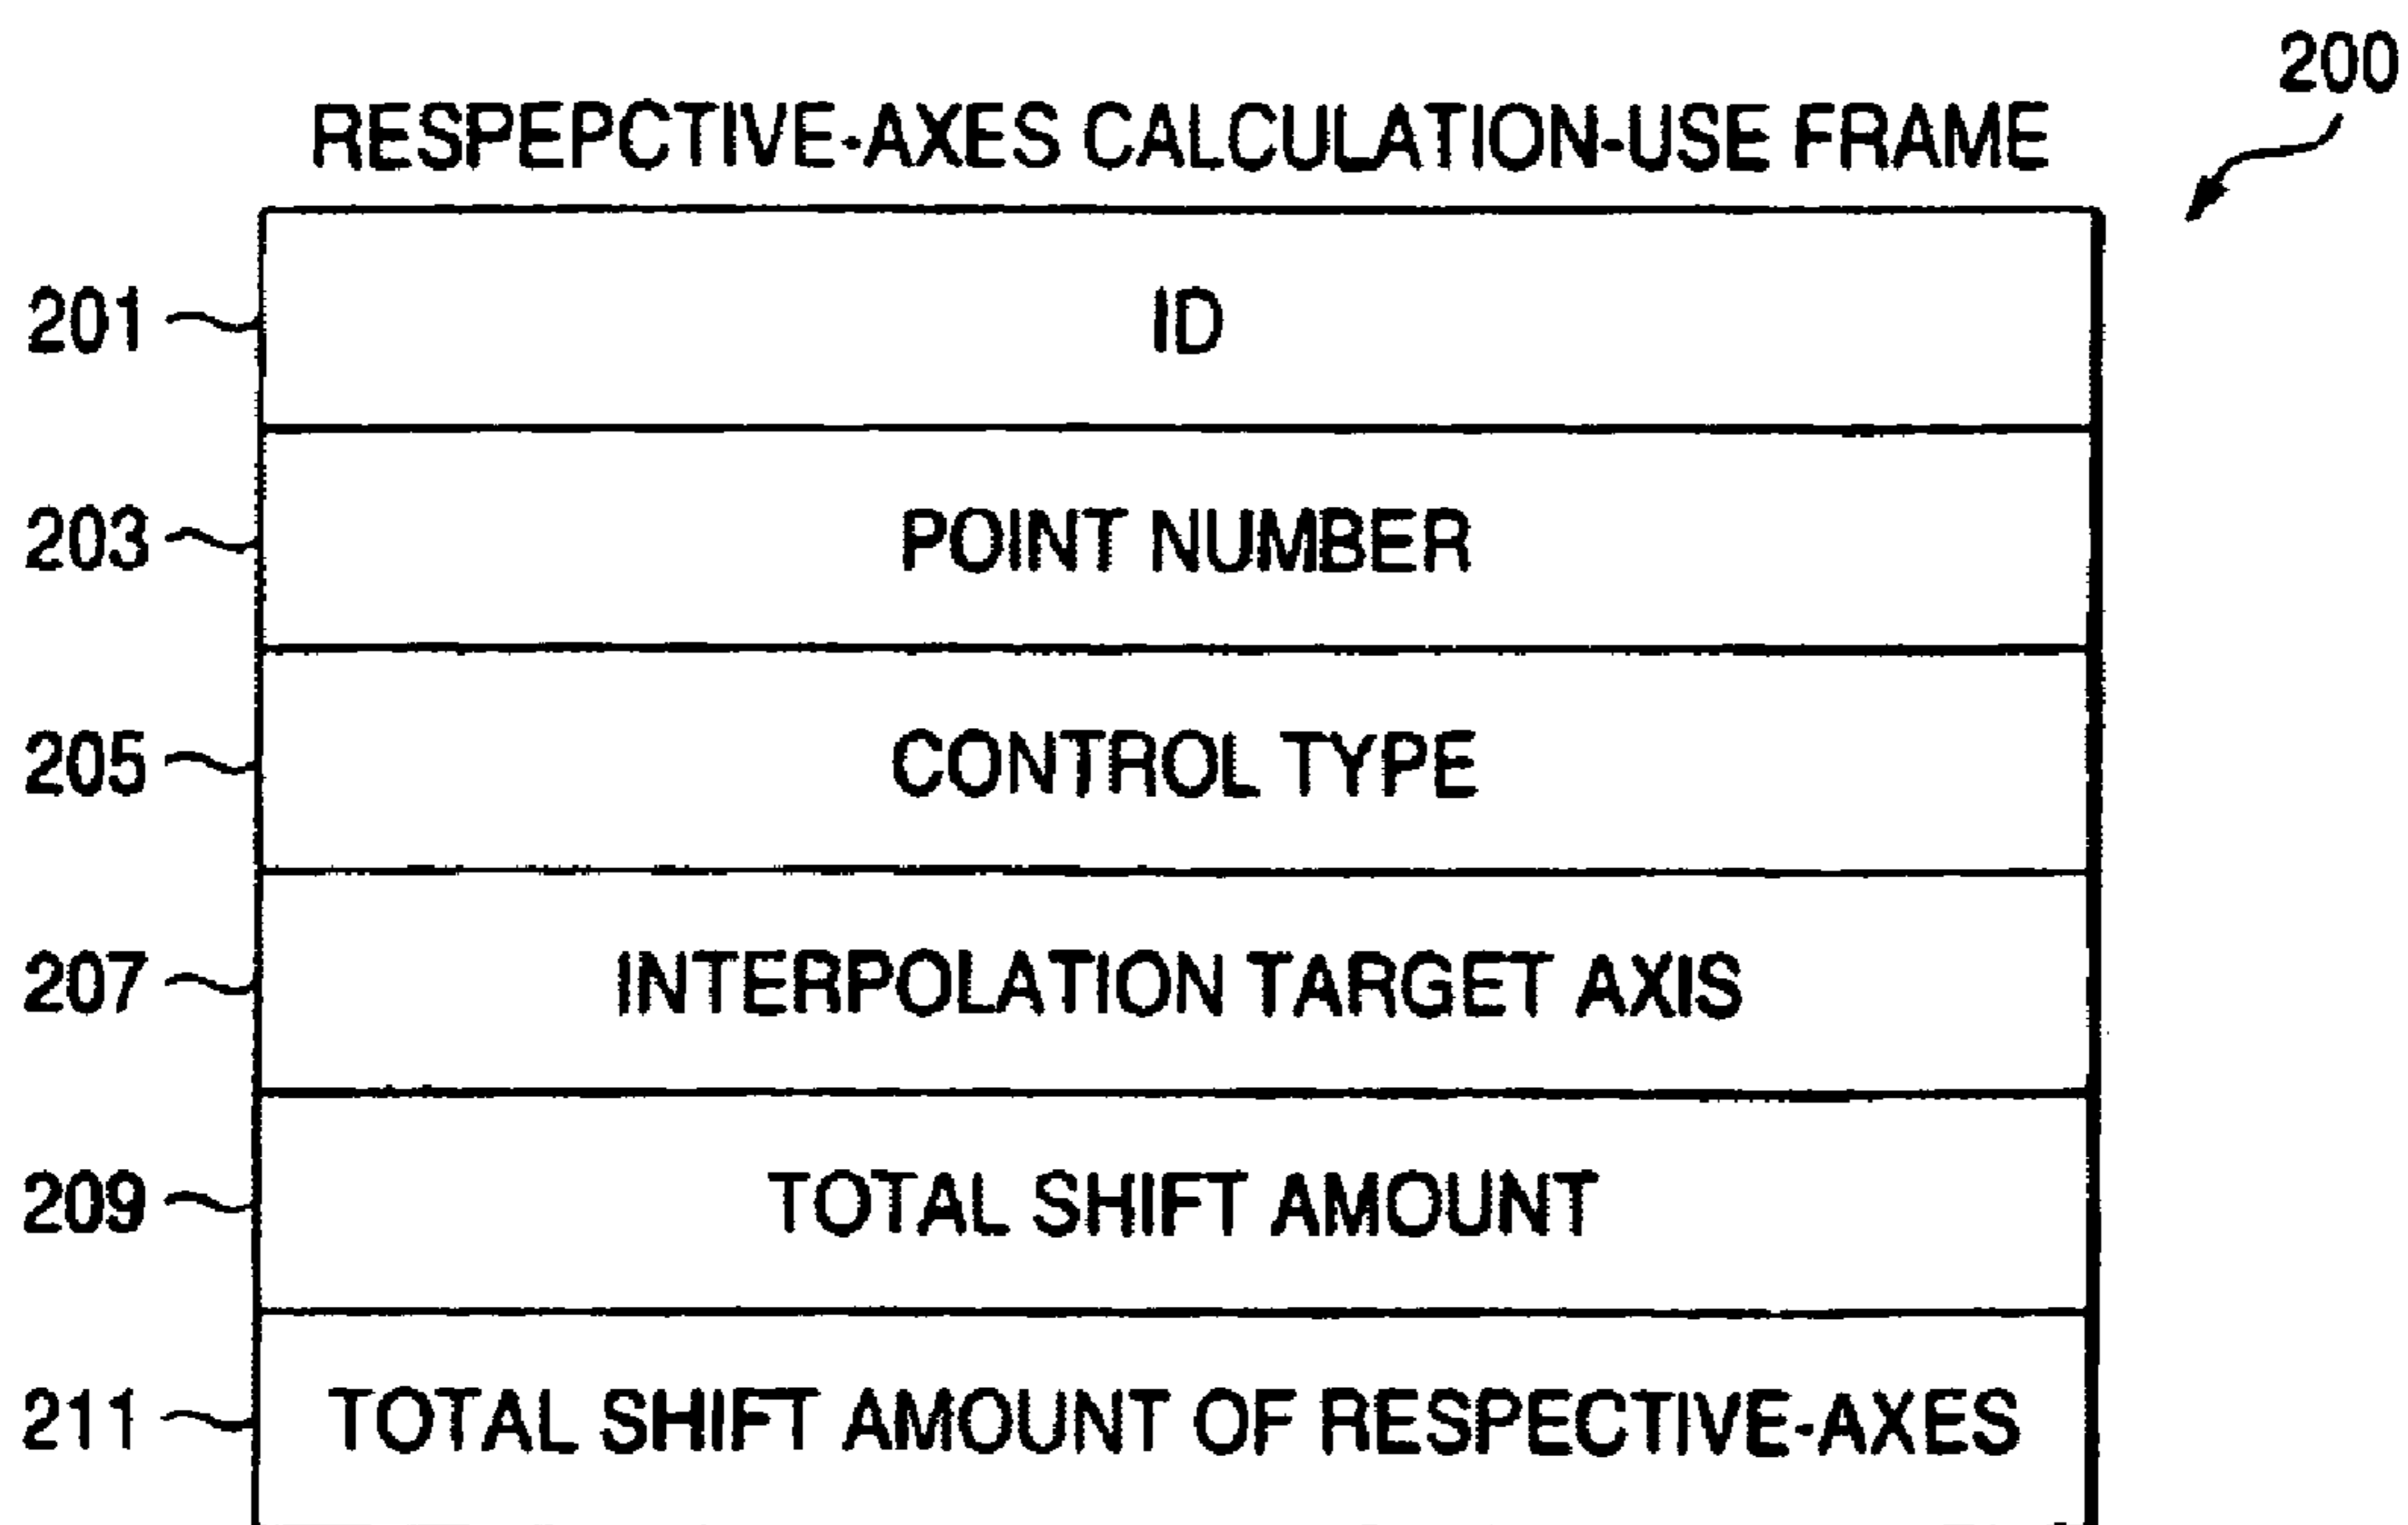 200
RESPEPCTIVE-AXES CALCULATION-USE FRAME
201 ID
203 POINT NUMBER
205 CONTROL TYPE
207 INTERPOLATION TARGET AXIS
209 TOTAL SHIFT AMOUNT
211 TOTAL SHIFT AMOUNT OF RESPECTIVE-AXES